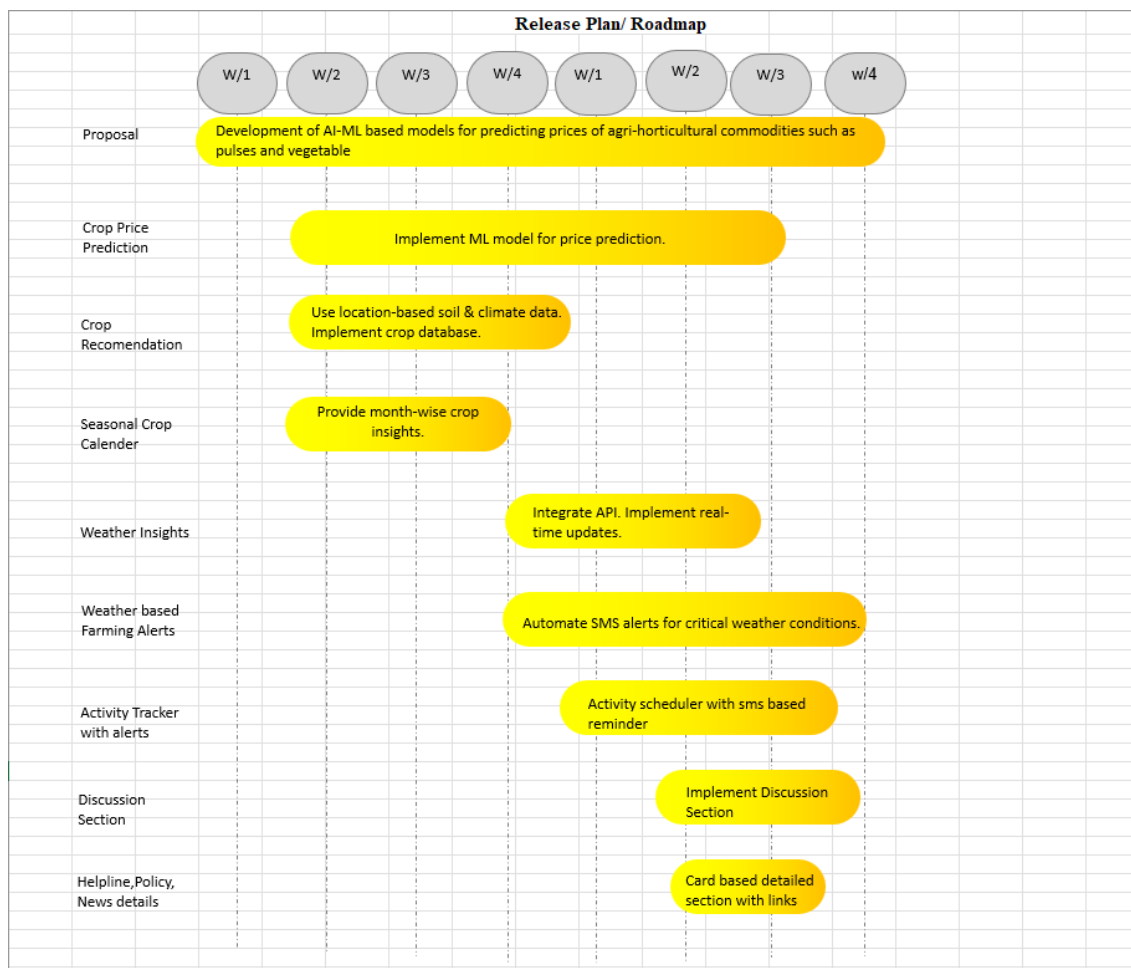 Release Plan/ Roadmap
W/1
W/2
W/3
W/4
W/1
W/2
W/3
w/4
Proposal
Development of AI-ML based models for predicting prices of agri-horticultural commodities such as
pulses and vegetable
Crop Price
Prediction
Implement ML model for price prediction.
Crop
Recomendation
Use location-based soil & climate data.
Implement crop database.
Seasonal Crop
Calender
Provide month-wise crop
insights.
Weather Insights
Integrate API. Implement real-
time updates.
Weather based
Farming Alerts
Automate SMS alerts for critical weather conditions.
Activity Tracker
with alerts
Activity scheduler with sms based
reminder
Discussion
Section
Implement Discussion
Section
Helpline,Policy,
News details
Card based detailed
section with links